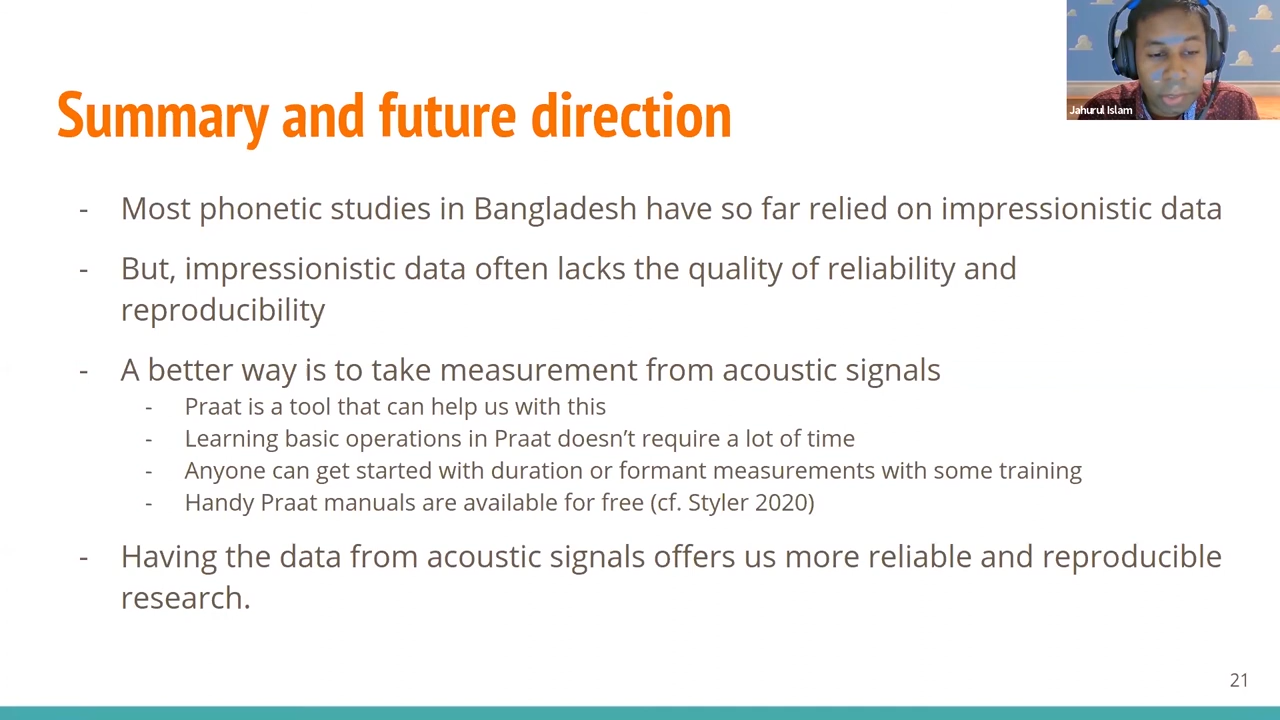 Jahurul Islam
Summary and future direction
- Most phonetic studies in Bangladesh have so far relied on impressionistic data
- But, impressionistic data often lacks the quality of reliability and
reproducibility
- A better way is to take measurement from acoustic signals
- Praat is a tool that can help us with this
- Learning basic operations in Praat doesn’t require a lot of time
- Anyone can get started with duration or formant measurements with some training
- Handy Praat manuals are available for free (cf. Styler 2020)
- Having the data from acoustic signals offers us more reliable and reproducible
research.
21